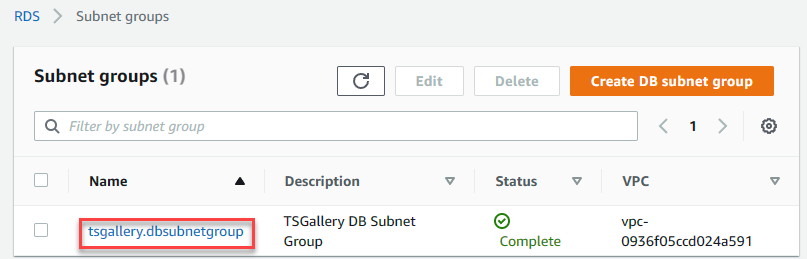 RDS > Subnet groups
Subnet groups (1)
Edit
Delete
Create DB subnet group
Filter by subnet group
1
Name Description Status VPC
tsgallery.dbsubnetgroup
TSGallery DB Subnet
Group
Complete
vpc-
0936f05ccd024a591